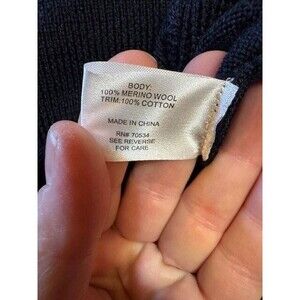 BODY:
100% MERINO WOOL
TRIM:100% COTTON
MADE IN CHINA
RN# 70534
SEE REVERSE
FOR CARE